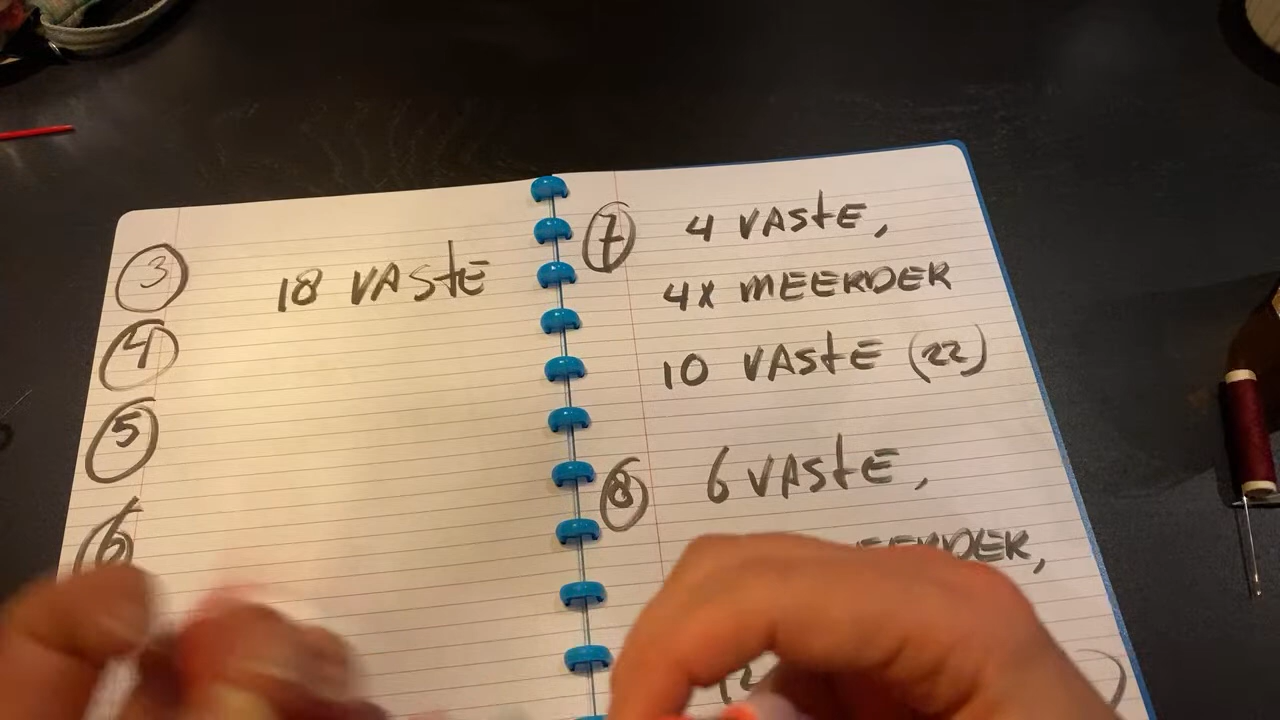 3 18 VASTE
4
5
6
7 4 VASTE,
4X MEERDER
10 VASTE (22)
8 6 VASTE,